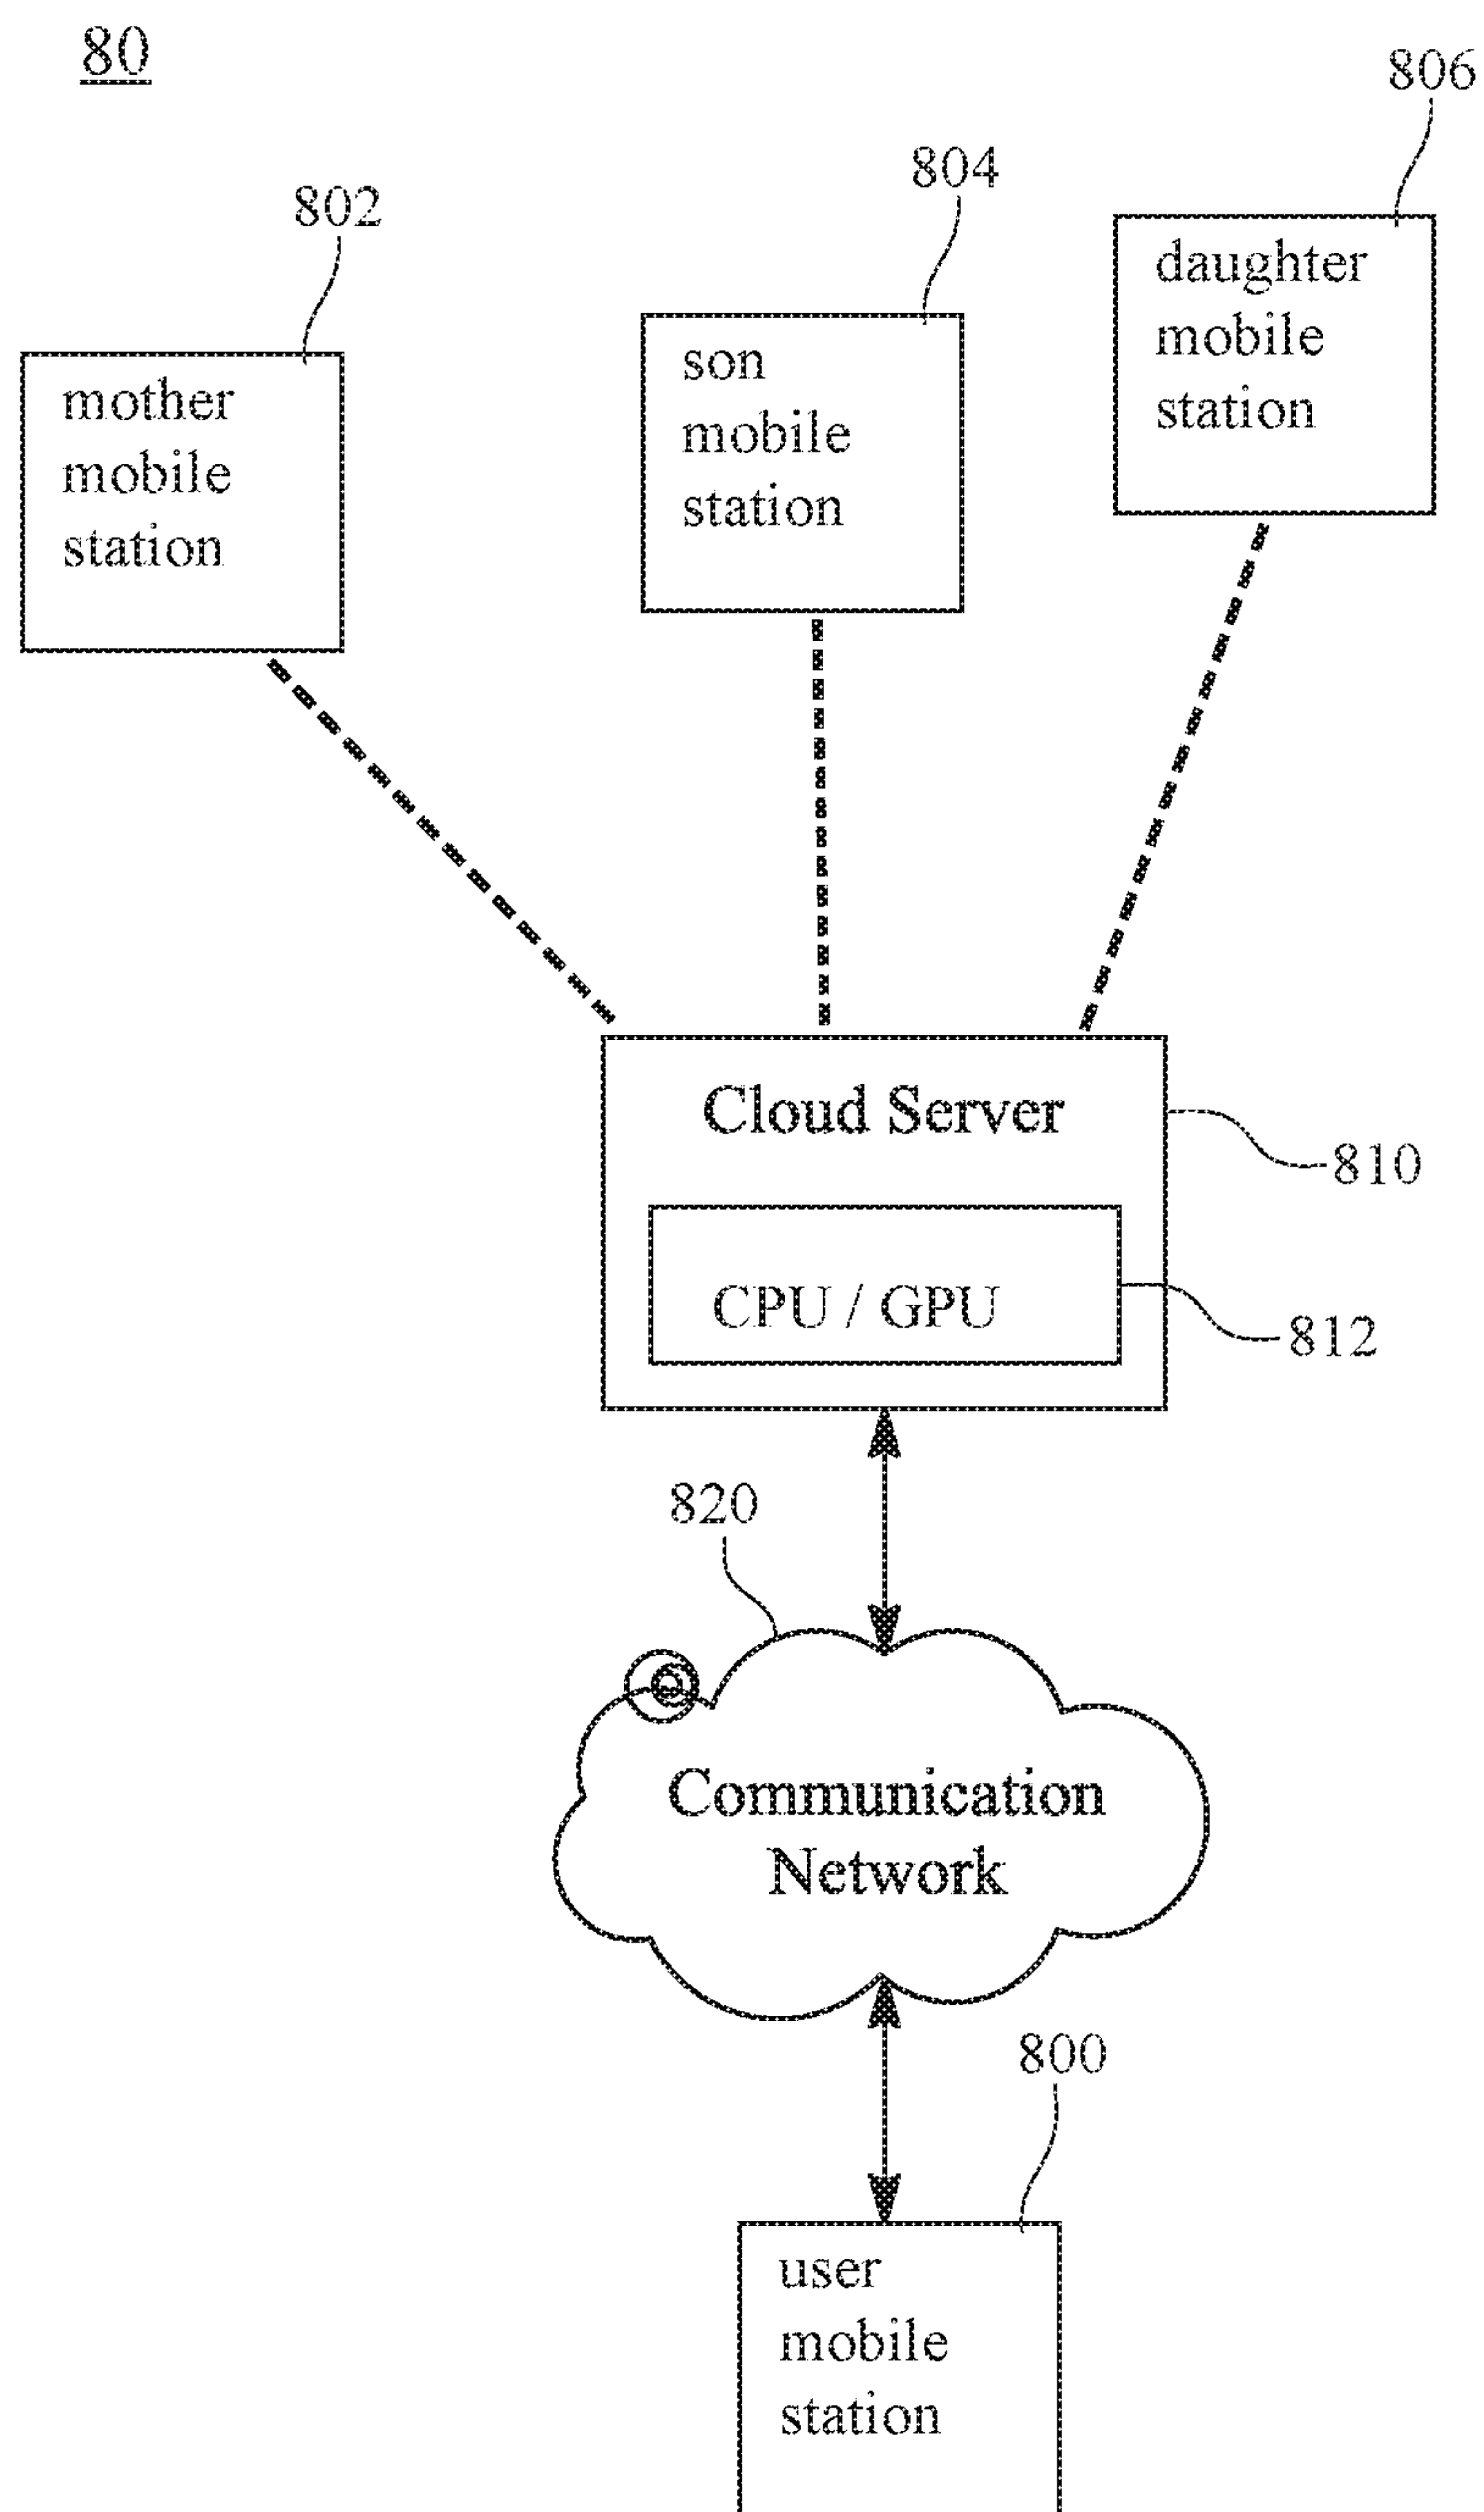 80
806
804
802
daughter
mobile
station
son
mobile
station
mother
mobile
station
Cloud Server
810
CPU / GPU
812
820
Communication
Network
800
user
mobile
station